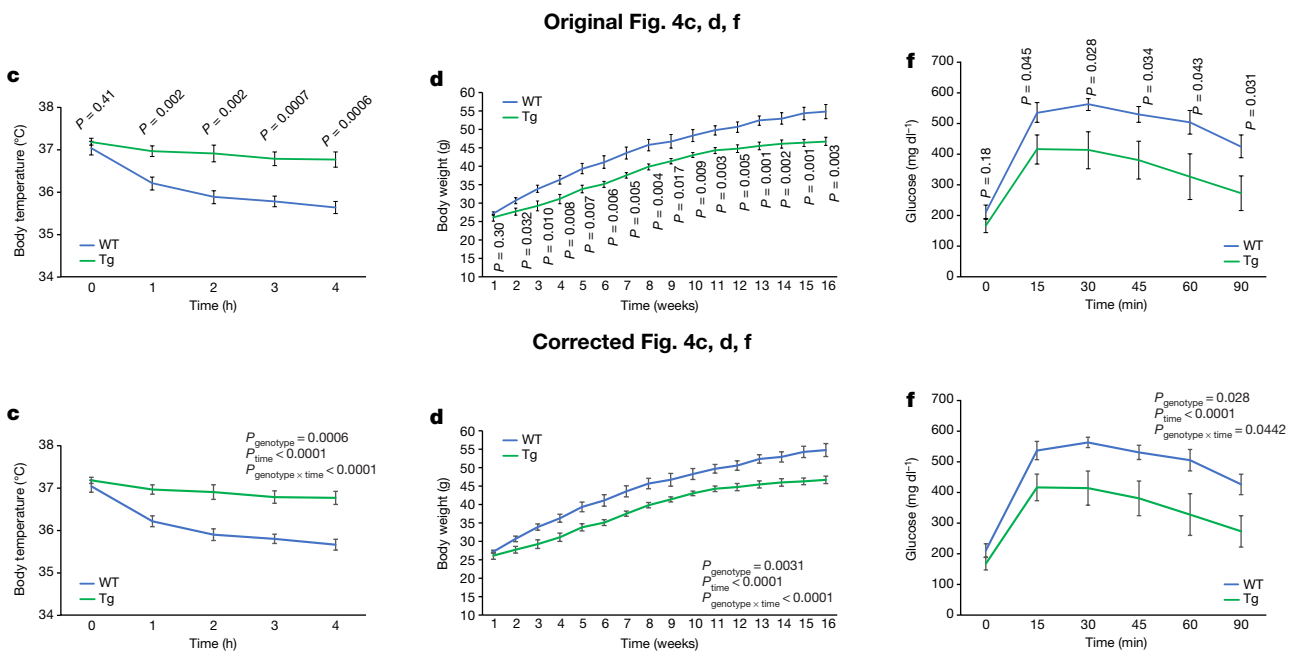 Original Fig. 4c, d, f
c
38
37
36
35
34
Body temperature (°C)
P = 0.41
P = 0.002
P = 0.002
P = 0.0007
P = 0.0006
WT
Tg
0 1 2 3 4
Time (h)
d
60
55
50
45
40
35
30
25
20
15
10
Body weight (g)
WT
Tg
P = 0.30
P = 0.032
P = 0.010
P = 0.008
P = 0.007
P = 0.006
P = 0.005
P = 0.004
P = 0.017
P = 0.009
P = 0.003
P = 0.005
P = 0.001
P = 0.002
P = 0.001
P = 0.003
1 2 3 4 5 6 7 8 9 10 11 12 13 14 15 16
Time (weeks)
f
700
600
500
400
300
200
100
0
Glucose (mg dl⁻¹)
P = 0.18
P = 0.045
P = 0.028
P = 0.034
P = 0.043
P = 0.031
WT
Tg
0 15 30 45 60 90
Time (min)
Corrected Fig. 4c, d, f
c
38
37
36
35
34
Body temperature (°C)
P genotype = 0.0006
P time < 0.0001
P genotype × time < 0.0001
WT
Tg
0 1 2 3 4
Time (h)
d
60
55
50
45
40
35
30
25
20
15
10
Body weight (g)
WT
Tg
P genotype = 0.0031
P time < 0.0001
P genotype × time < 0.0001
1 2 3 4 5 6 7 8 9 10 11 12 13 14 15 16
Time (weeks)
f
700
600
500
400
300
200
100
0
Glucose (mg dl⁻¹)
P genotype = 0.028
P time < 0.0001
P genotype × time = 0.0442
WT
Tg
0 15 30 45 60 90
Time (min)